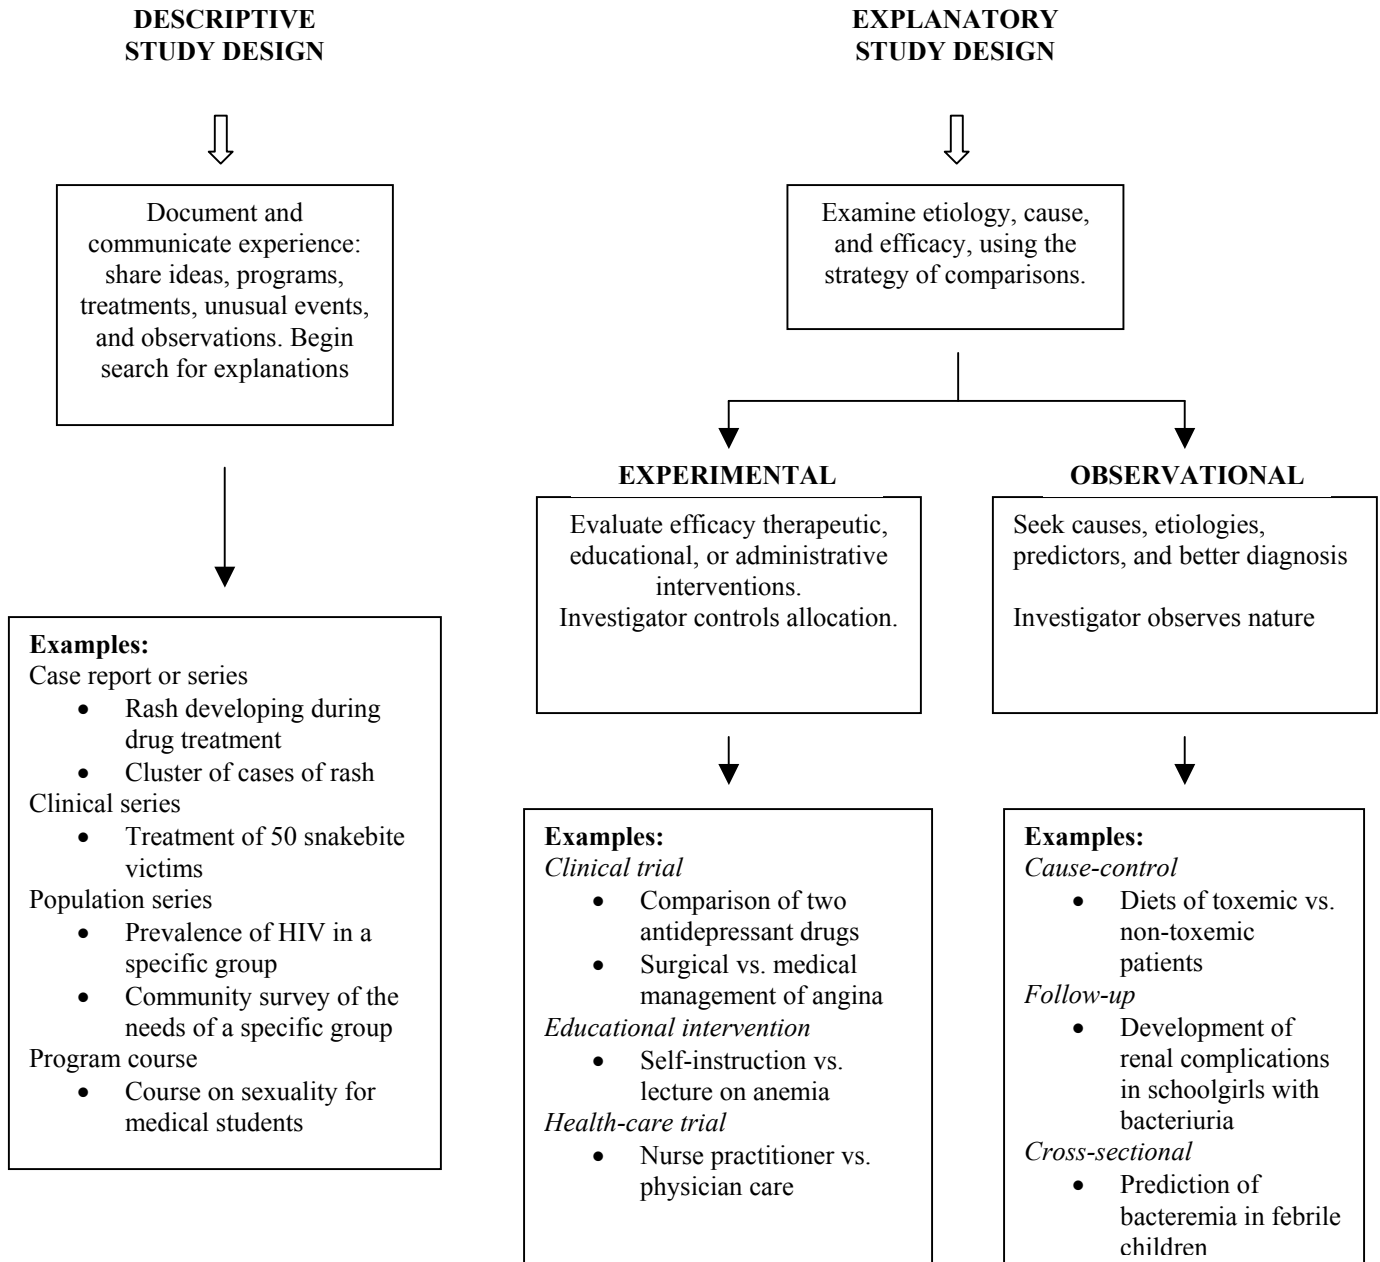 DESCRIPTIVE
STUDY DESIGN
Document and
communicate experience:
share ideas, programs,
treatments, unusual events,
and observations. Begin
search for explanations
Examples:
Case report or series
• Rash developing during
drug treatment
• Cluster of cases of rash
Clinical series
• Treatment of 50 snakebite
victims
Population series
• Prevalence of HIV in a
specific group
• Community survey of the
needs of a specific group
Program course
• Course on sexuality for
medical students
EXPLANATORY
STUDY DESIGN
Examine etiology, cause,
and efficacy, using the
strategy of comparisons.
EXPERIMENTAL
Evaluate efficacy therapeutic,
educational, or administrative
interventions.
Investigator controls allocation.
Examples:
Clinical trial
• Comparison of two
antidepressant drugs
• Surgical vs. medical
management of angina
Educational intervention
• Self-instruction vs.
lecture on anemia
Health-care trial
• Nurse practitioner vs.
physician care
OBSERVATIONAL
Seek causes, etiologies,
predictors, and better diagnosis
Investigator observes nature
Examples:
Cause-control
• Diets of toxemic vs.
non-toxemic
patients
Follow-up
• Development of
renal complications
in schoolgirls with
bacteriuria
Cross-sectional
• Prediction of
bacteremia in febrile
children